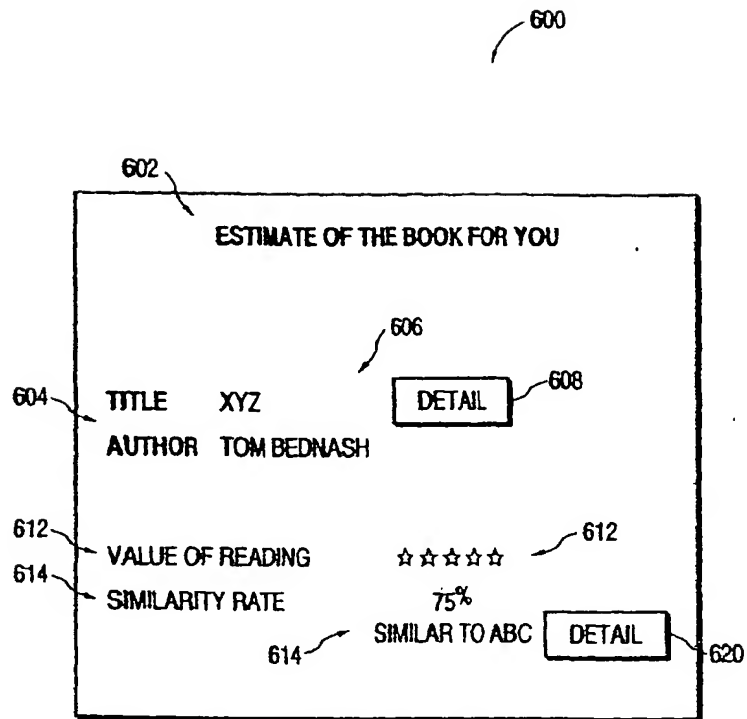 600
602
ESTIMATE OF THE BOOK FOR YOU
606
604 TITLE XYZ DETAIL 608
AUTHOR TOM BEDNASH
612 VALUE OF READING ☆☆☆☆☆ 612
614 SIMILARITY RATE 75%
614 SIMILAR TO ABC DETAIL 620